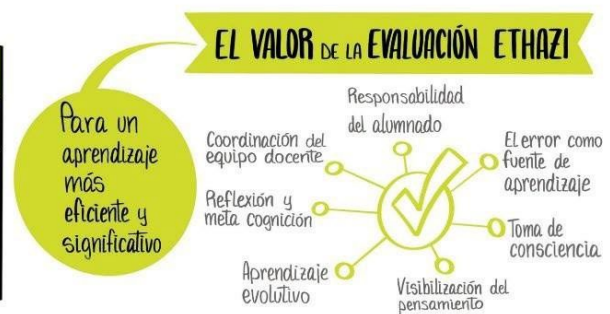 EL VALOR DE LA EVALUACIÓN ETHAZI
Para un
aprendizaje
más
eficiente y
significativo
Responsabilidad
del alumnado
Coordinación del
equipo docente
El error como
fuente de
aprendizaje
Reflexión y
meta cognición
Toma de
consciencia
Aprendizaje
evolutivo
Visibilización del
pensamiento